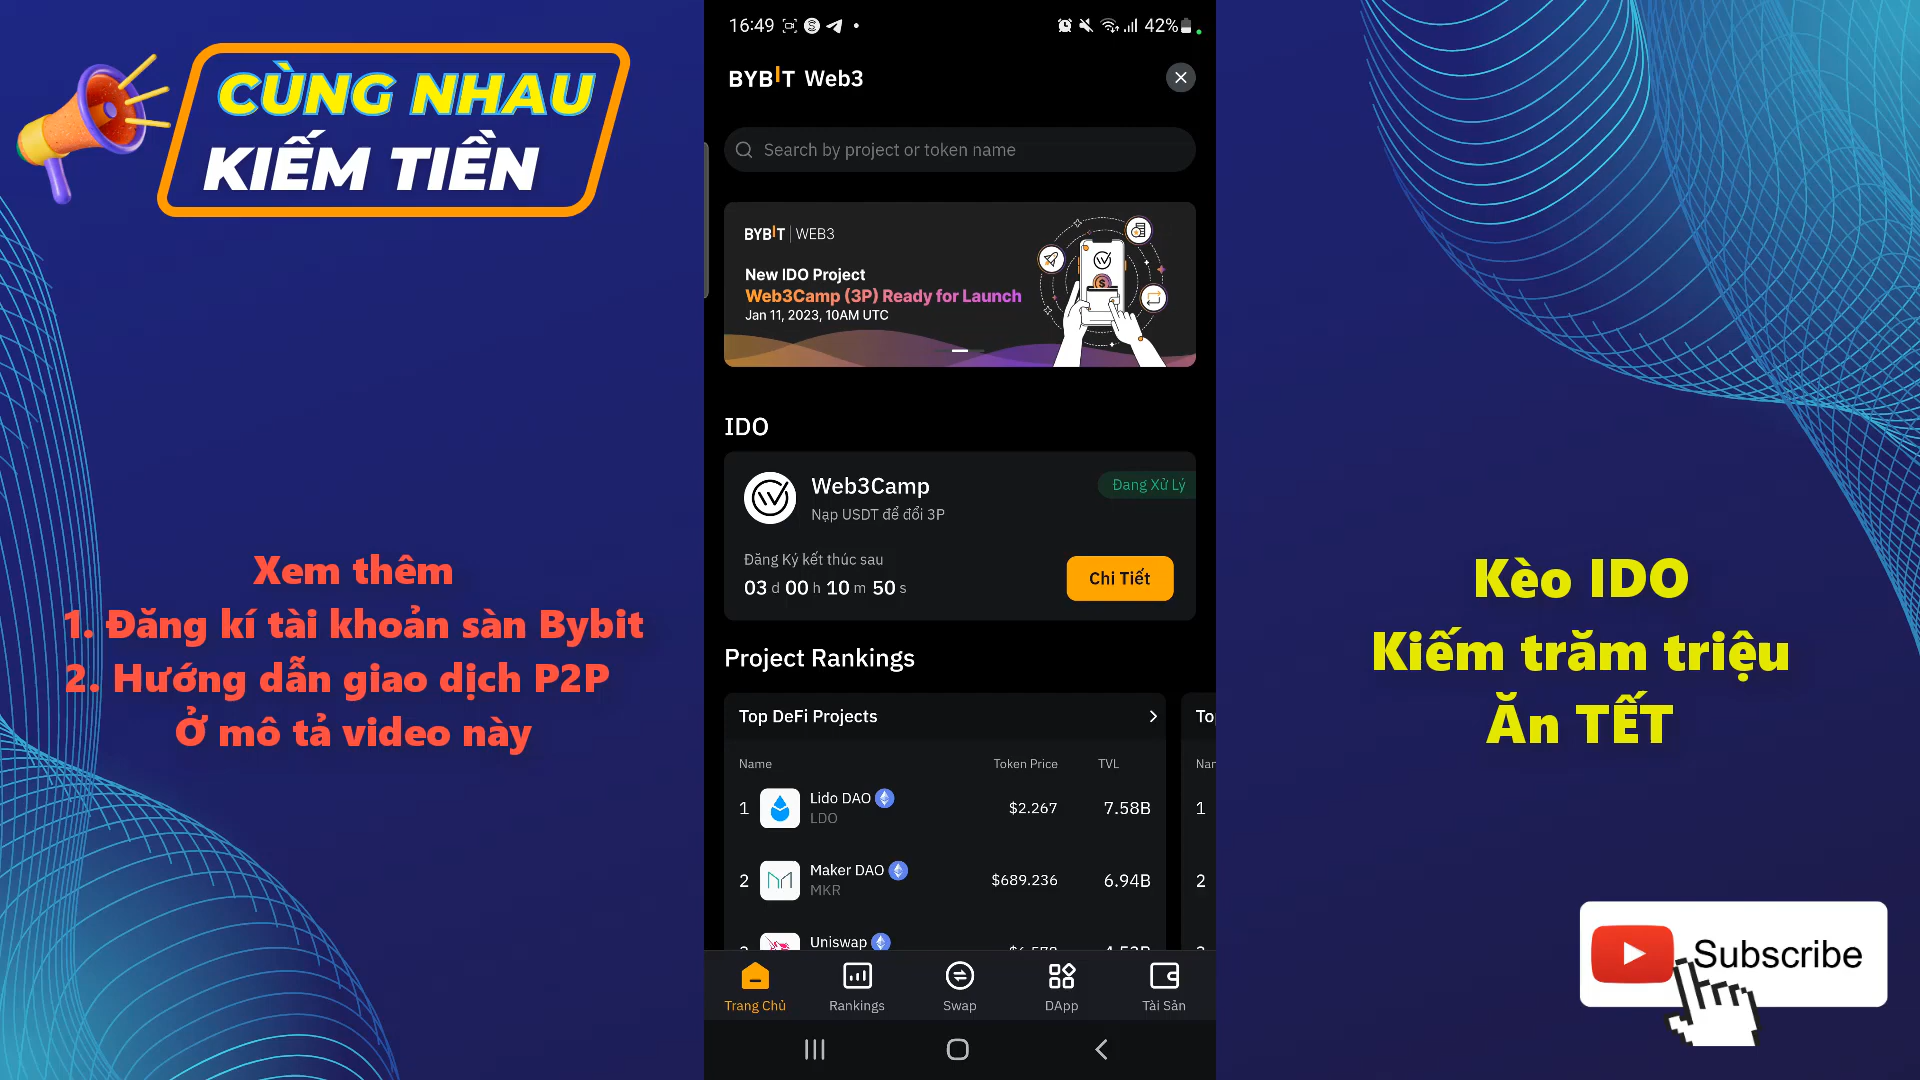 CÙNG NHAU
KIẾM TIỀN
Xem thêm
1. Đăng kí tài khoản sàn Bybit
2. Hướng dẫn giao dịch P2P
Ở mô tả video này
16:49
42%
BYBIT Web3
Search by project or token name
BYBIT | WEB3
New IDO Project
Web3Camp (3P) Ready for Launch
Jan 11, 2023, 10AM UTC
IDO
Web3Camp
Đang Xử Lý
Nạp USDT để đổi 3P
Đăng Ký kết thúc sau
03 d 00 h 10 m 50 s
Chi Tiết
Project Rankings
Top DeFi Projects
Name Token Price TVL
1 Lido DAO $2.267 7.58B
LDO
2 Maker DAO $689.236 6.94B
MKR
Uniswap
1
2
Trang Chủ
Rankings
Swap
DApp
Tài Sản
Kèo IDO
Kiếm trăm triệu
Ăn TẾT
Subscribe